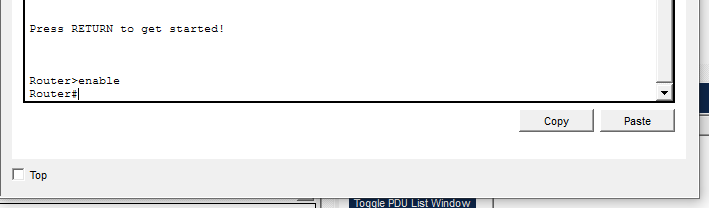 Press RETURN to get started!
Router>enable
Router#
Copy
Paste
Top
Toggle PDU List Window